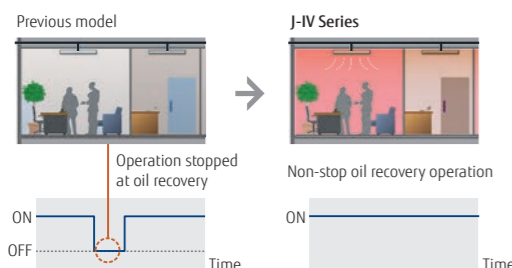 Previous model
J-IV Series
Operation stopped
at oil recovery
Non-stop oil recovery operation
ON
OFF
Time
ON
Time